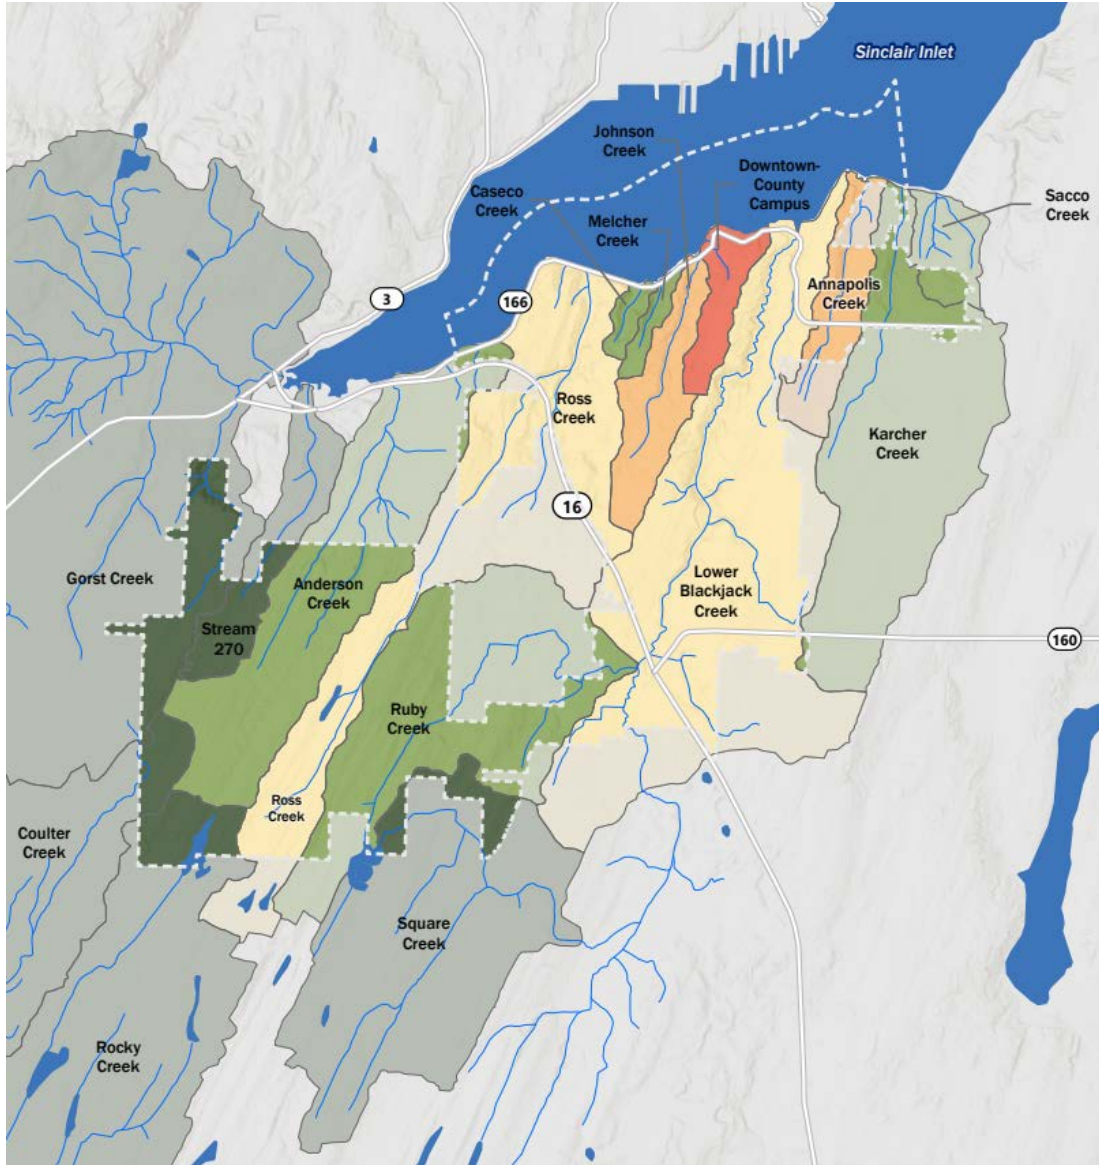 Sinclair Inlet
Johnson
Creek
Downtown-
County
Campus
Caseco
Creek
Melcher
Creek
Sacco
Creek
3
166
Annapolis
Creek
Ross
Creek
Karcher
Creek
16
Gorst Creek
Anderson
Creek
Lower
Blackjack
Creek
Stream
270
160
Ruby
Creek
Ross
Creek
Coulter
Creek
Square
Creek
Rocky
Creek